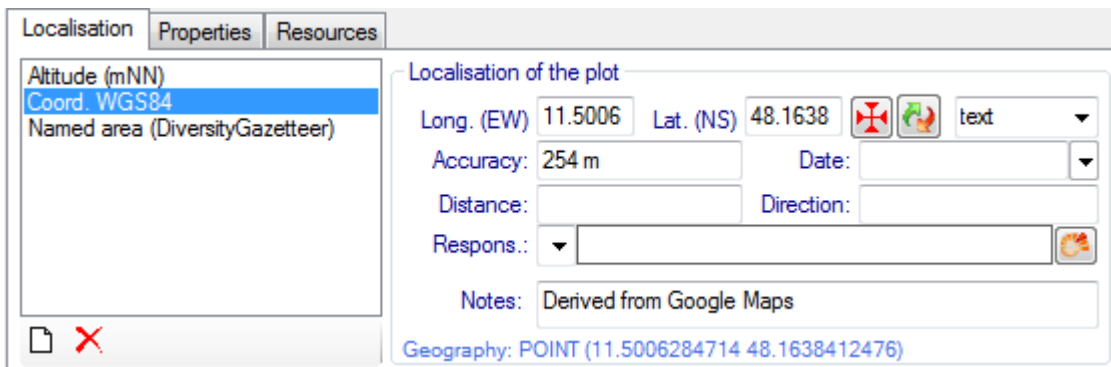 Localisation Properties Resources
Altitude (mNN)
Coord. WGS84
Named area (DiversityGazetteer)
Localisation of the plot
Long. (EW) 11.5006 Lat. (NS) 48.1638 text
Accuracy: 254 m Date:
Distance: Direction:
Respons.:
Notes: Derived from Google Maps
Geography: POINT (11.5006284714 48.1638412476)